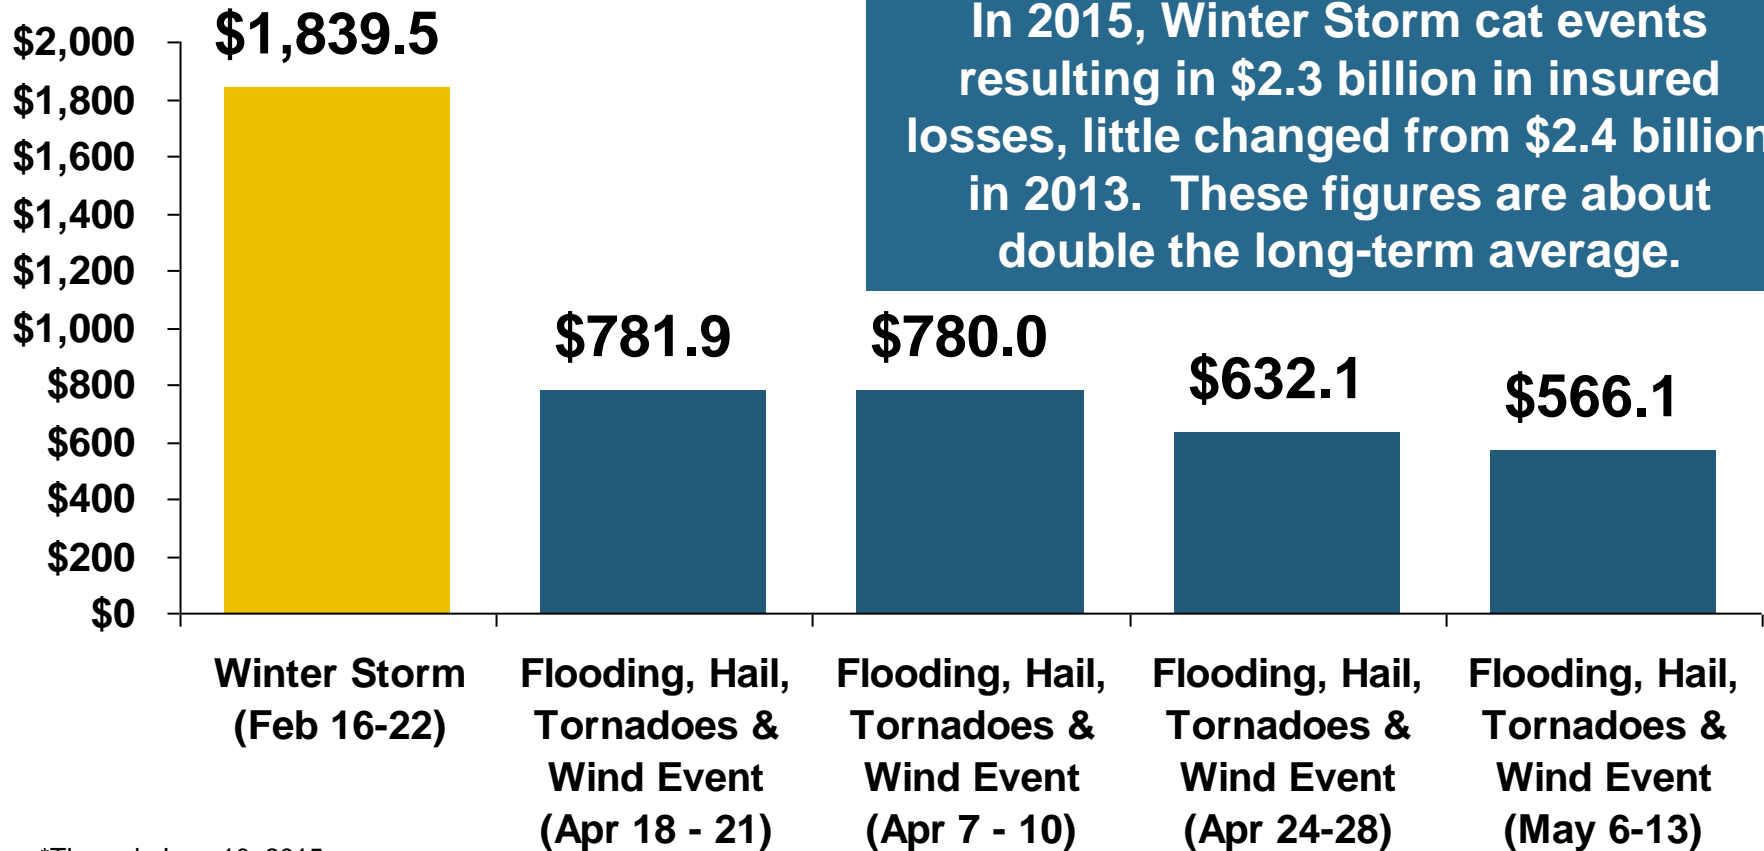 $2,000
$1,800
$1,600
$1,400
$1,200
$1,000
$800
$600
$400
$200
$0
$1,839.5
$781.9
$780.0
$632.1
$566.1
In 2015, Winter Storm cat events
resulting in $2.3 billion in insured
losses, little changed from $2.4 billion
in 2013. These figures are about
double the long-term average.
Winter Storm
(Feb 16-22)
Flooding, Hail,
Tornadoes &
Wind Event
(Apr 18 - 21)
Flooding, Hail,
Tornadoes &
Wind Event
(Apr 7 - 10)
Flooding, Hail,
Tornadoes &
Wind Event
(Apr 24-28)
Flooding, Hail,
Tornadoes &
Wind Event
(May 6-13)